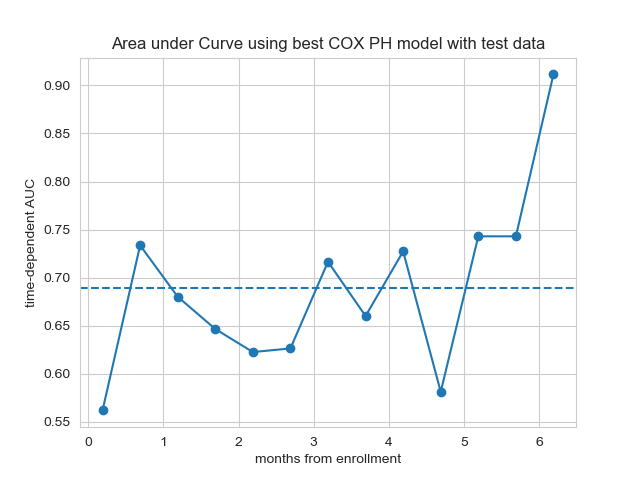 Area under Curve using best COX PH model with test data
time-dependent AUC
0.90
0.85
0.80
0.75
0.70
0.65
0.60
0.55
0 1 2 3 4 5 6
months from enrollment